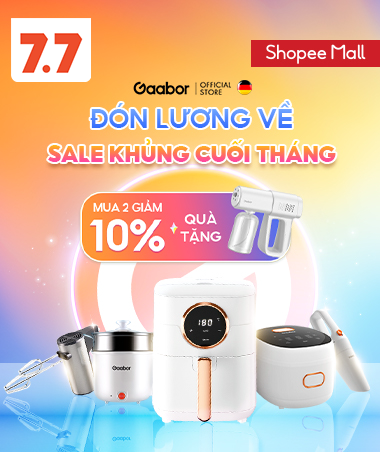 7.7
Shopee Mall
Gaabor OFFICIAL STORE
ĐÓN LƯƠNG VỀ
SALE KHỦNG CUỐI THÁNG
MUA 2 GIẢM
10%
QUÀ
TẶNG
180
Gaabor